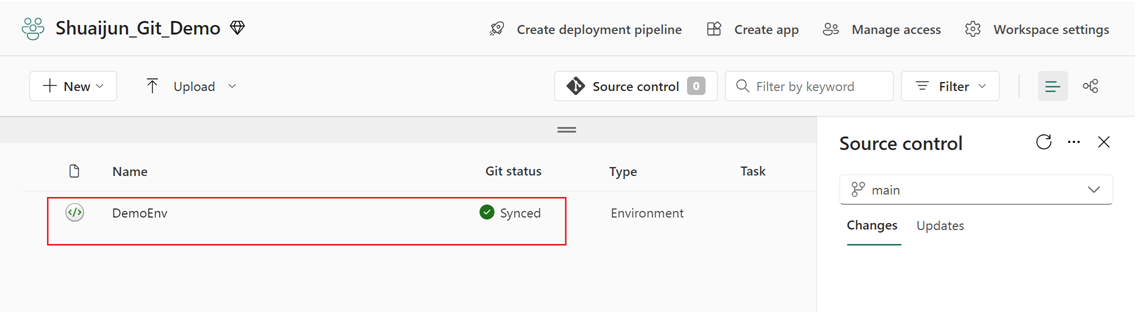 Shuaijun_Git_Demo
Create deployment pipeline
Create app
Manage access
Workspace settings
New
Upload
Source control 0
Filter by keyword
Filter
Source control
main
Changes
Updates
Name
Git status
Type
Task
DemoEnv
Synced
Environment